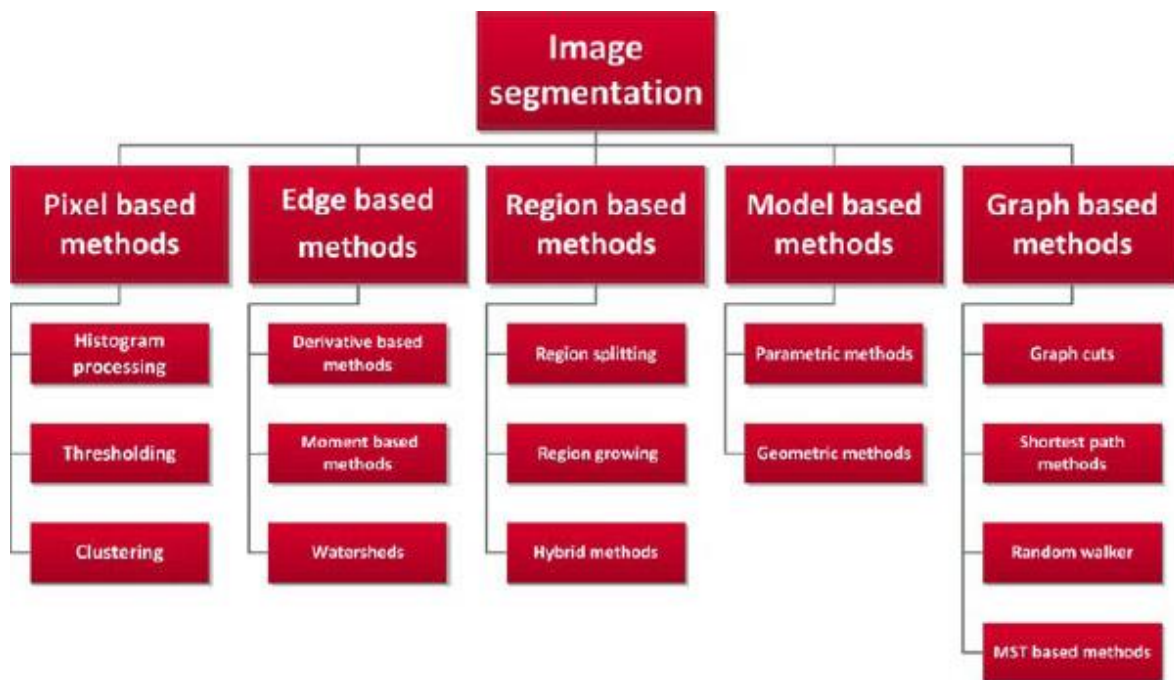 Image
segmentation
Pixel based
methods
Edge based
methods
Region based
methods
Model based
methods
Graph based
methods
Histogram
processing
Thresholding
Clustering
Derivative based
methods
Moment based
methods
Watersheds
Region splitting
Region growing
Hybrid methods
Parametric methods
Geometric methods
Graph cuts
Shortest path
methods
Random walker
MST based methods